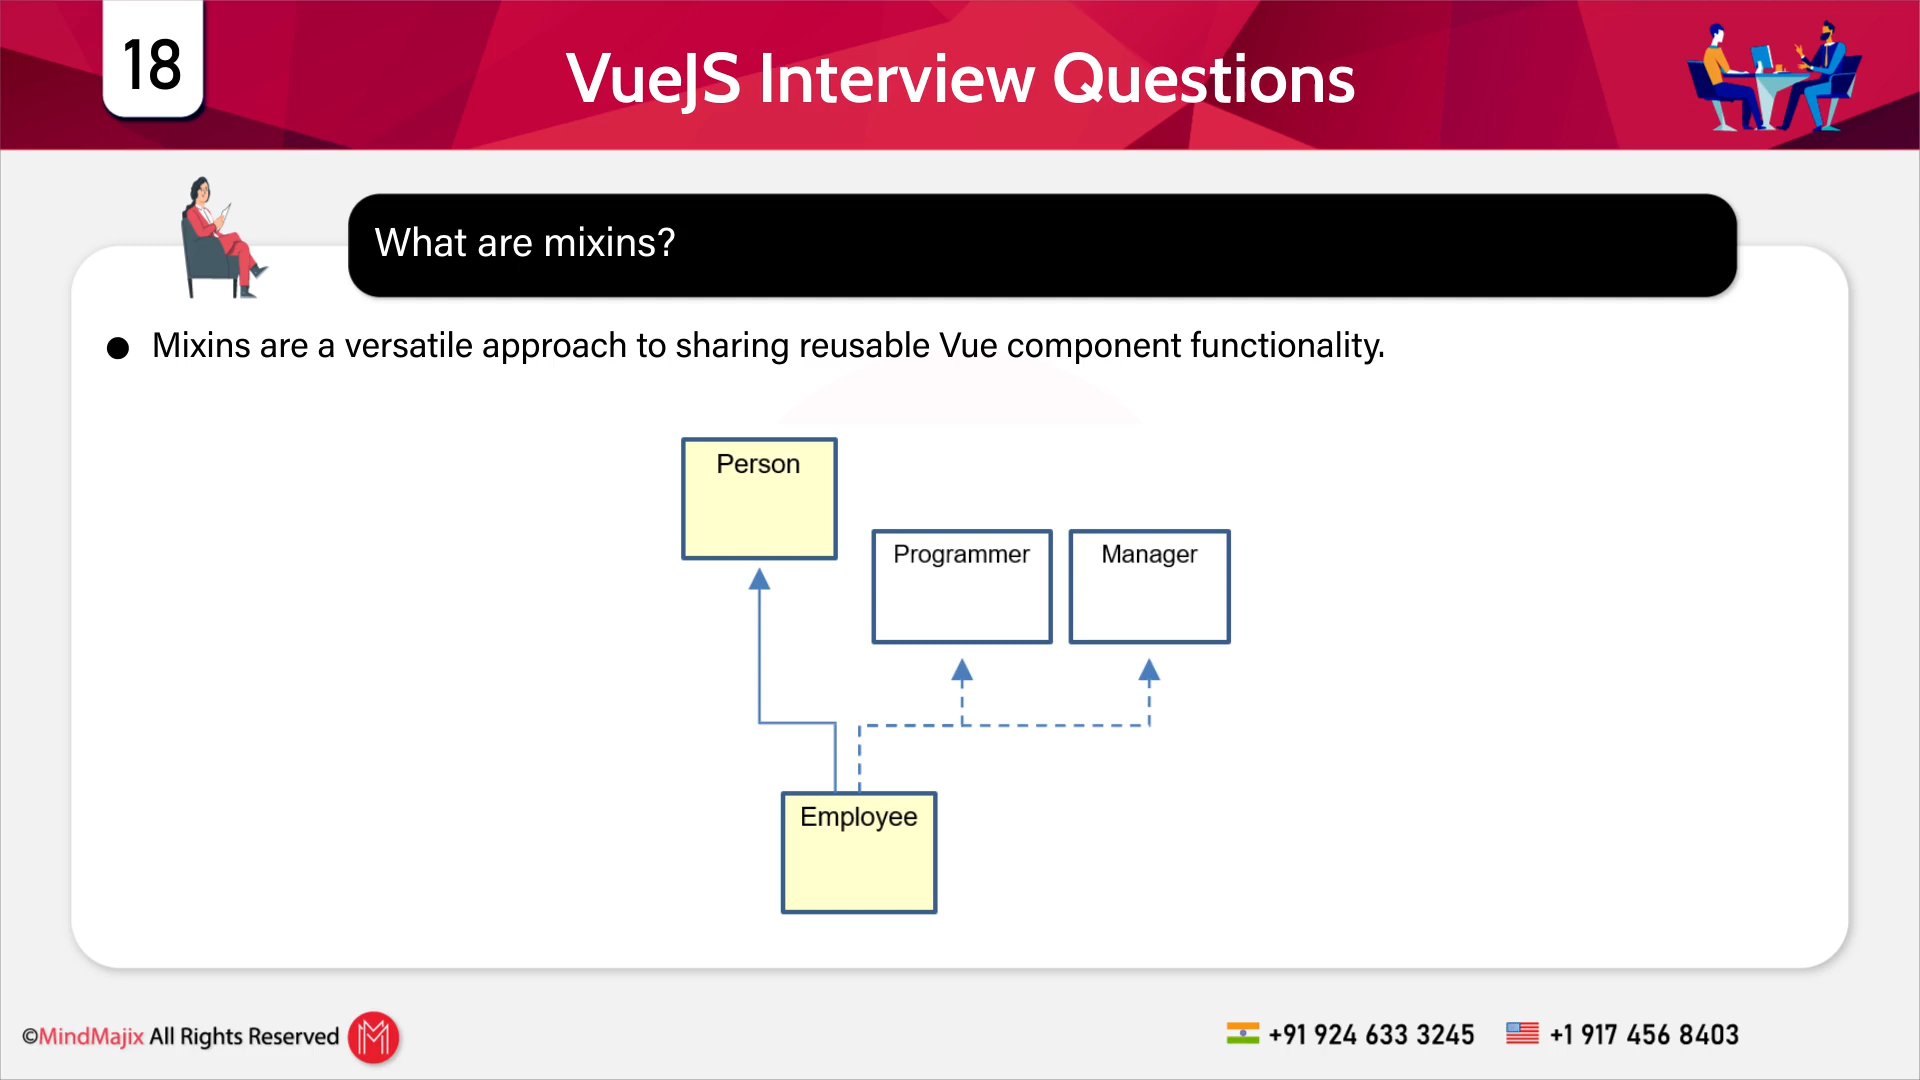 18
VueJS Interview Questions
What are mixins?
● Mixins are a versatile approach to sharing reusable Vue component functionality.
Person
Programmer
Manager
Employee
©MindMajix All Rights Reserved
+91 924 633 3245
+1 917 456 8403